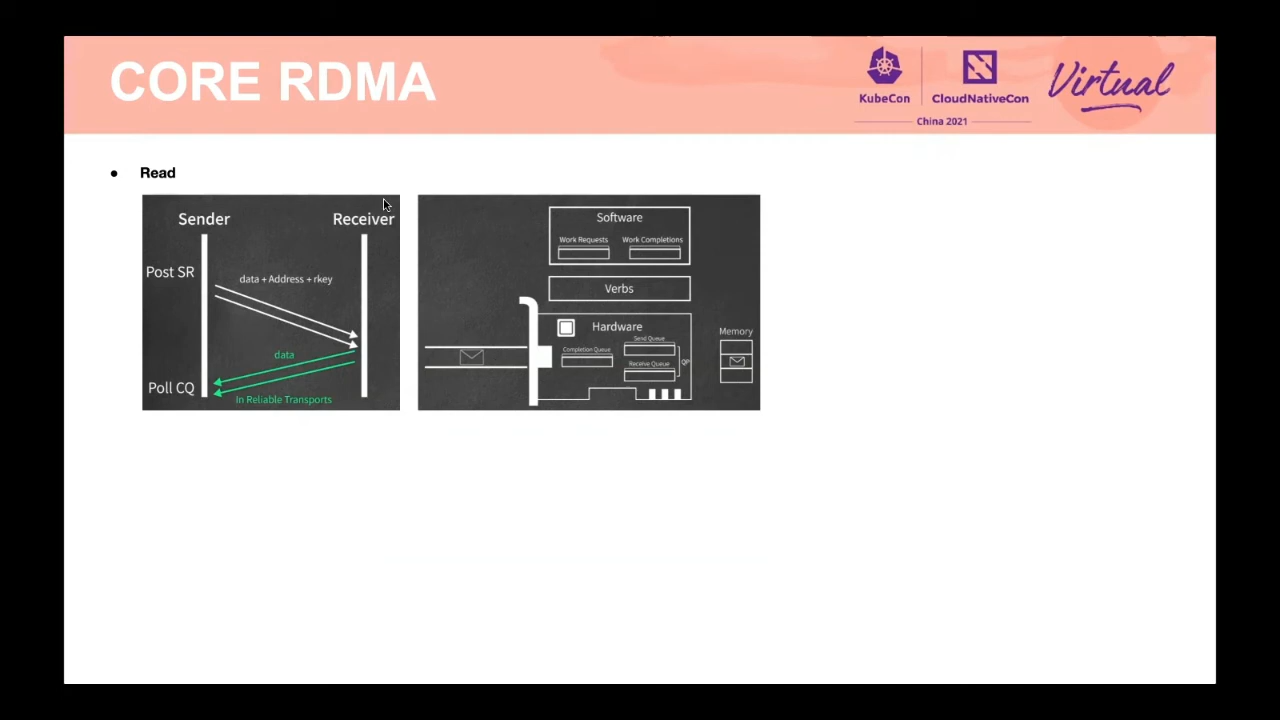 CORE RDMA
KubeCon
CloudNativeCon
China 2021
Virtual
● Read
Sender
Receiver
Post SR
data + Address + rkey
data
Poll CQ
In Reliable Transports
Software
Work Requests
Work Completions
Verbs
Hardware
Send Queue
Completion Queue
Receive Queue
QP
Memory